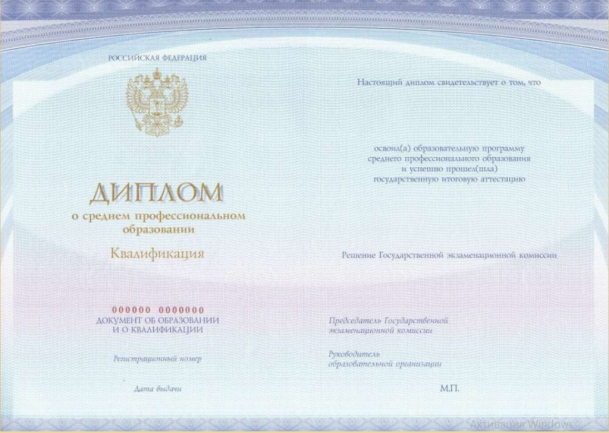 РОССИЙСКАЯ ФЕДЕРАЦИЯ
ДИПЛОМ
о среднем профессиональном
образовании
Квалификация
000000 0000000
ДОКУМЕНТ ОБ ОБРАЗОВАНИИ
И О КВАЛИФИКАЦИИ
Регистрационный номер
Дата выдачи
Настоящий диплом свидетельствует о том, что
освоил(а) образовательную программу
среднего профессионального образования
и успешно прошел(шла)
государственную итоговую аттестацию
Решение Государственной экзаменационной комиссии
Председатель Государственной
экзаменационной комиссии
Руководитель
образовательной организации
М.П.
Активация Windows